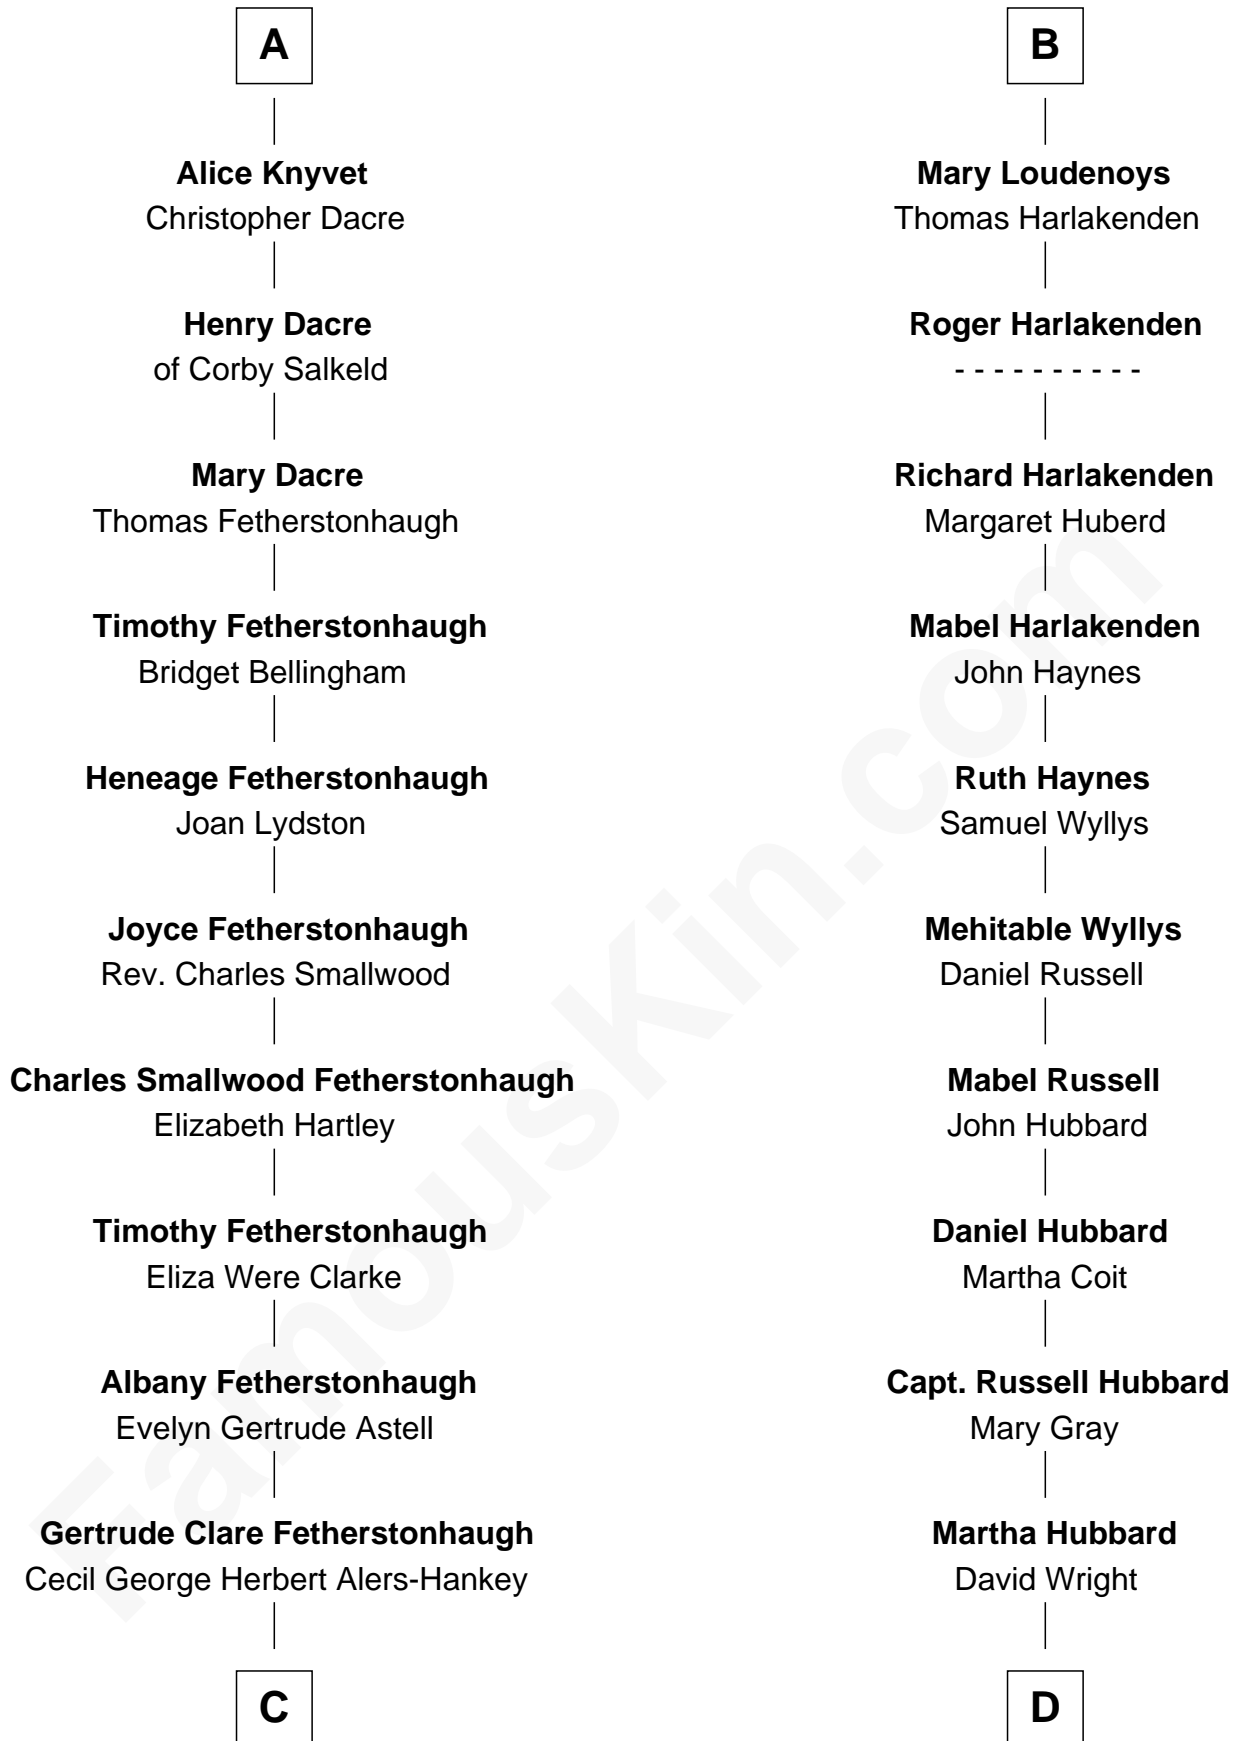 A
Alice Knyvet
Christopher Dacre
Henry Dacre
of Corby Salkeld
Mary Dacre
Thomas Fetherstonhaugh
Timothy Fetherstonhaugh
Bridget Bellingham
Heneage Fetherstonhaugh
Joan Lydston
Joyce Fetherstonhaugh
Rev. Charles Smallwood
Charles Smallwood Fetherstonhaugh
Elizabeth Hartley
Timothy Fetherstonhaugh
Eliza Were Clarke
Albany Fetherstonhaugh
Evelyn Gertrude Astell
Gertrude Clare Fetherstonhaugh
Cecil George Herbert Alers-Hankey
C
B
Mary Loudenoys
Thomas Harlakenden
Roger Harlakenden
- - - - - - - - - -
Richard Harlakenden
Margaret Huberd
Mabel Harlakenden
John Haynes
Ruth Haynes
Samuel Wyllys
Mehitable Wyllys
Daniel Russell
Mabel Russell
John Hubbard
Daniel Hubbard
Martha Coit
Capt. Russell Hubbard
Mary Gray
Martha Hubbard
David Wright
D
FamousKin.com